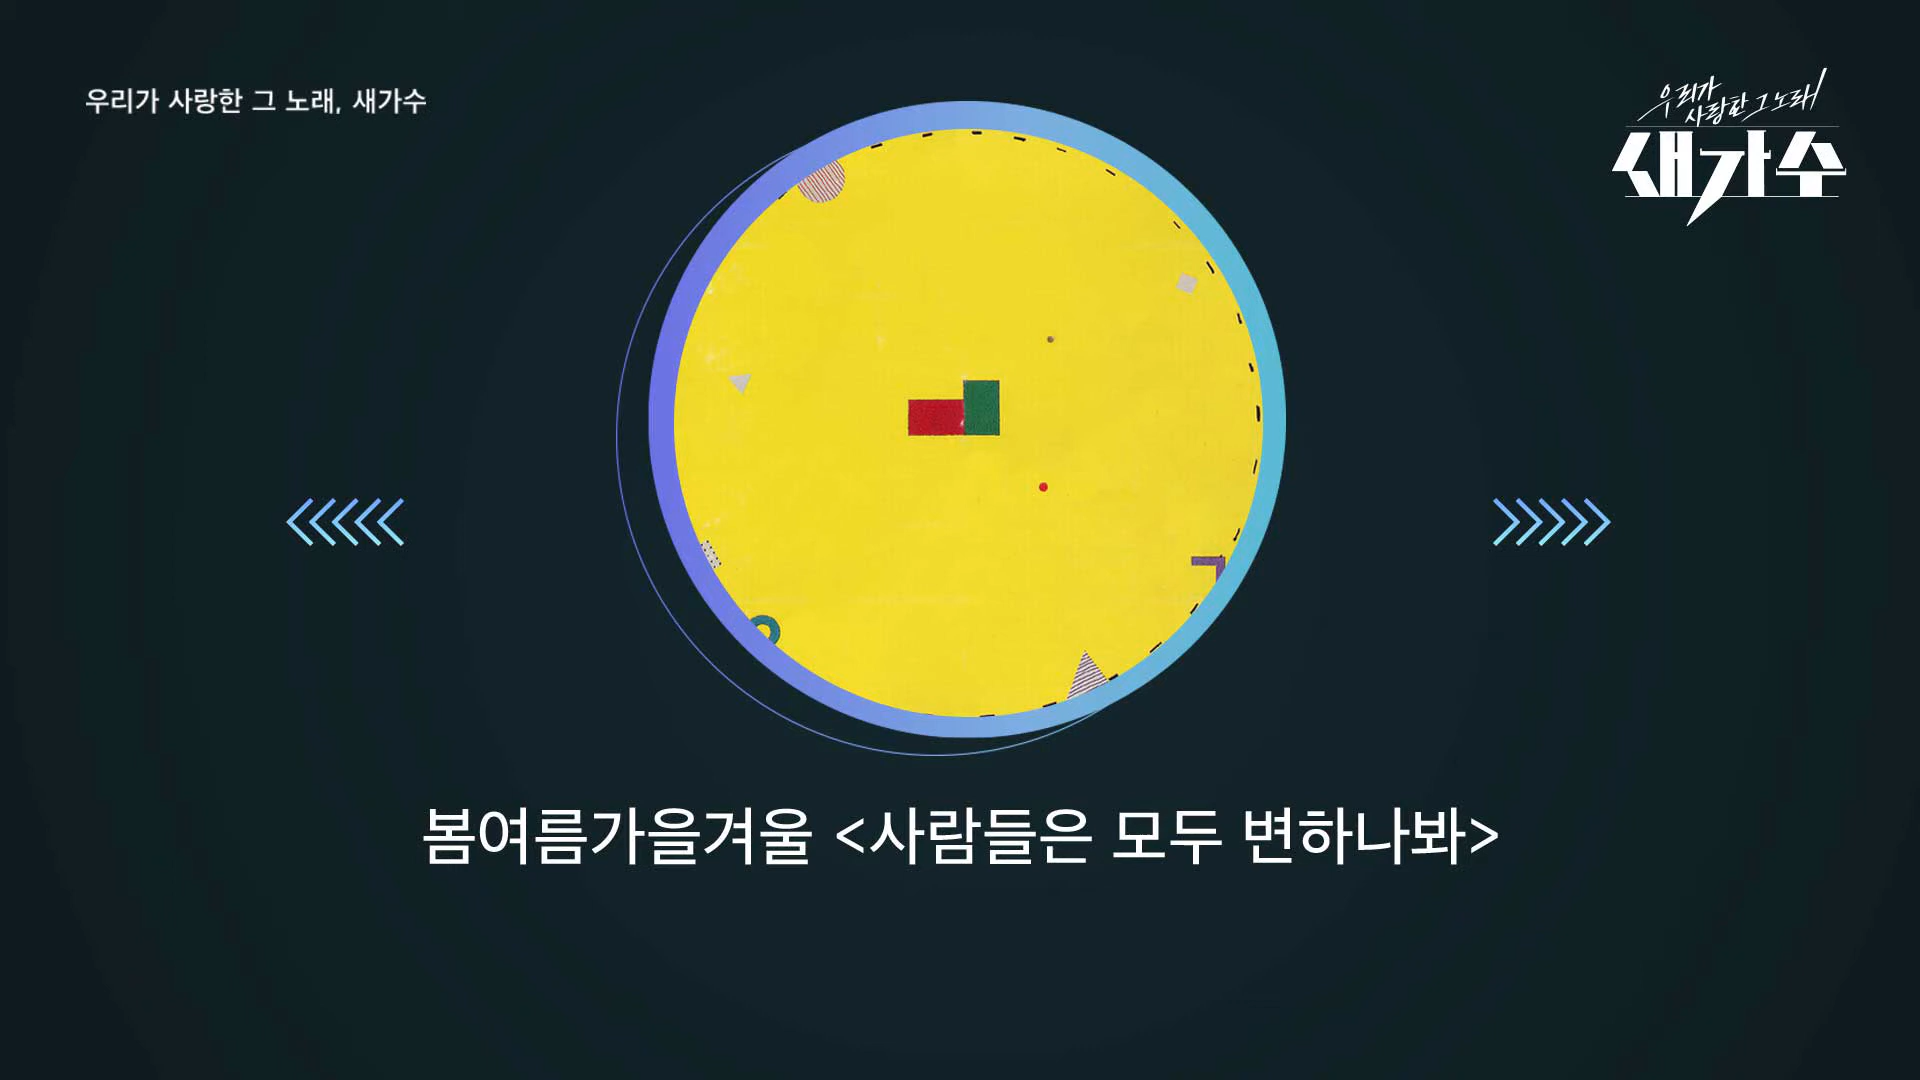 우리가 사랑한 그 노래, 새가수
우리가
사랑한 그 노래
새가수
봄여름가을겨울 <사람들은 모두 변하나봐>